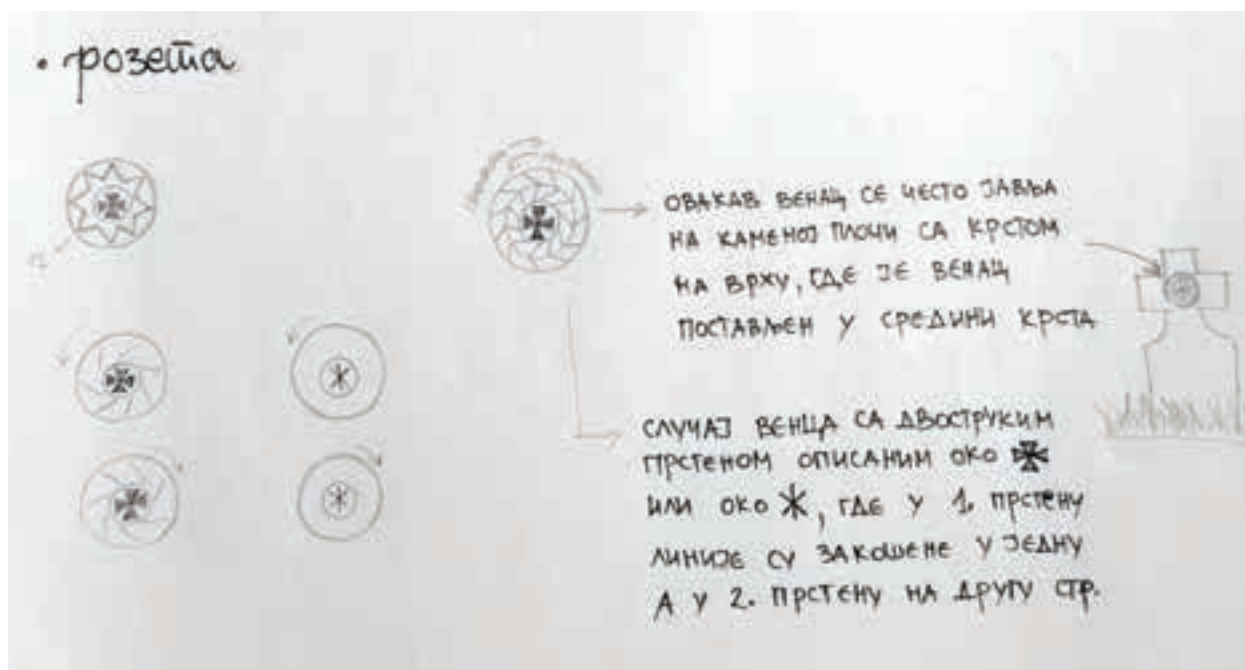 • розета
ОВАКАВ ВЕНАЦ СЕ ЧЕСТО ЈАВЉА
НА КАМЕНОЈ ПЛОЧИ СА КРСТОМ
НА ВРХУ, ГДЕ ЈЕ ВЕНАЦ
ПОСТАВЉЕН У СРЕДИНИ КРСТА
СЛУЧАЈ ВЕНЦА СА ДВОСТРУКИМ
ПРСТЕНОМ ОПИСАНИМ ОКО ✠
ИЛИ ОКО Ж, ГДЕ У 1. ПРСТЕНУ
ЛИНИЈЕ СУ ЗАКОШЕНЕ У ЈЕДНУ
А У 2. ПРСТЕНУ НА ДРУГУ СТР.